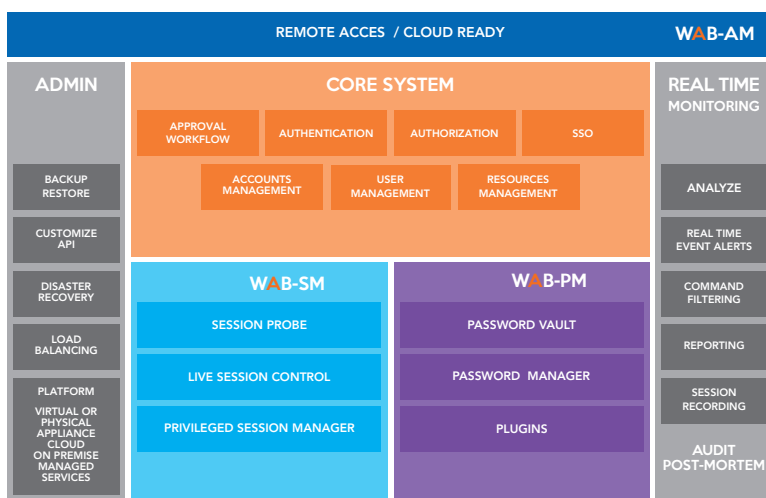 REMOTE ACCES / CLOUD READY
WAB-AM
ADMIN
BACKUP
RESTORE
CUSTOMIZE
API
DISASTER
RECOVERY
LOAD
BALANCING
PLATFORM
VIRTUAL OR
PHYSICAL
APPLIANCE
CLOUD
ON PREMISE
MANAGED
SERVICES
CORE SYSTEM
APPROVAL
WORKFLOW
AUTHENTICATION
AUTHORIZATION
SSO
ACCOUNTS
MANAGEMENT
USER
MANAGEMENT
RESOURCES
MANAGEMENT
WAB-SM
SESSION PROBE
LIVE SESSION CONTROL
PRIVILEGED SESSION MANAGER
WAB-PM
PASSWORD VAULT
PASSWORD MANAGER
PLUGINS
REAL TIME
MONITORING
ANALYZE
REAL TIME
EVENT ALERTS
COMMAND
FILTERING
REPORTING
SESSION
RECORDING
AUDIT
POST-MORTEM